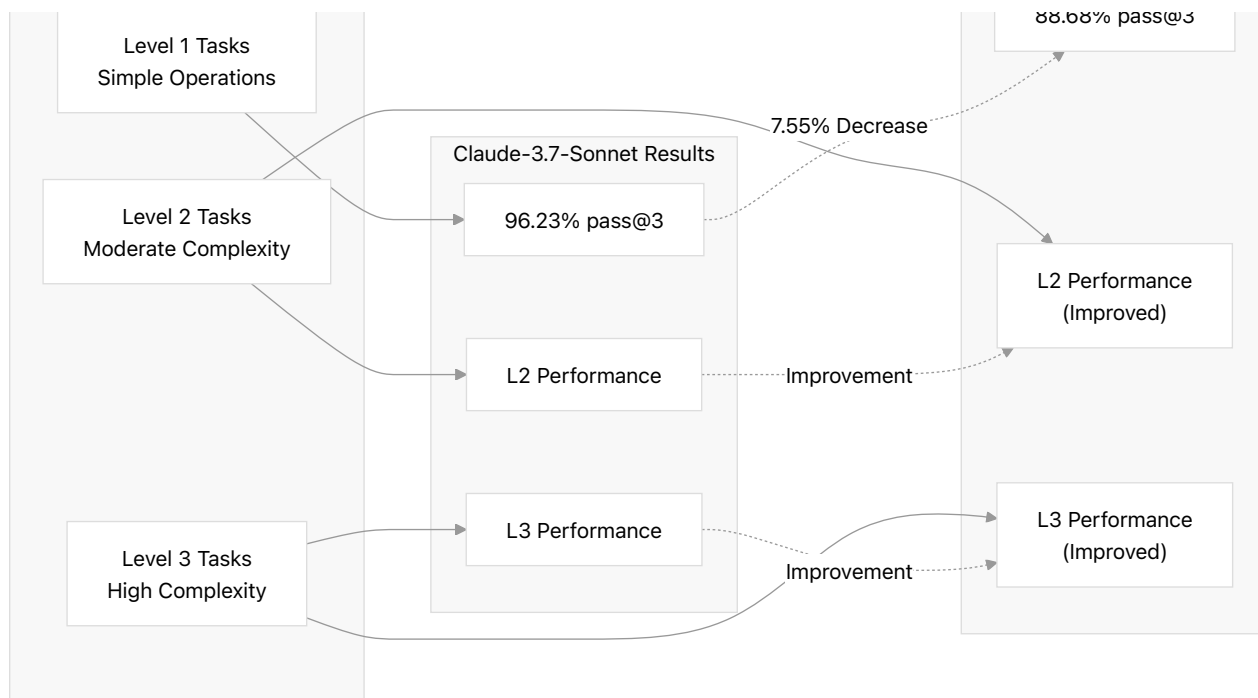 88.68% pass@3
Level 1 Tasks
Simple Operations
7.55% Decrease
Claude-3.7-Sonnet Results
96.23% pass@3
Level 2 Tasks
Moderate Complexity
L2 Performance
(Improved)
L2 Performance
Improvement
L3 Performance
L3 Performance
(Improved)
Level 3 Tasks
High Complexity
Improvement